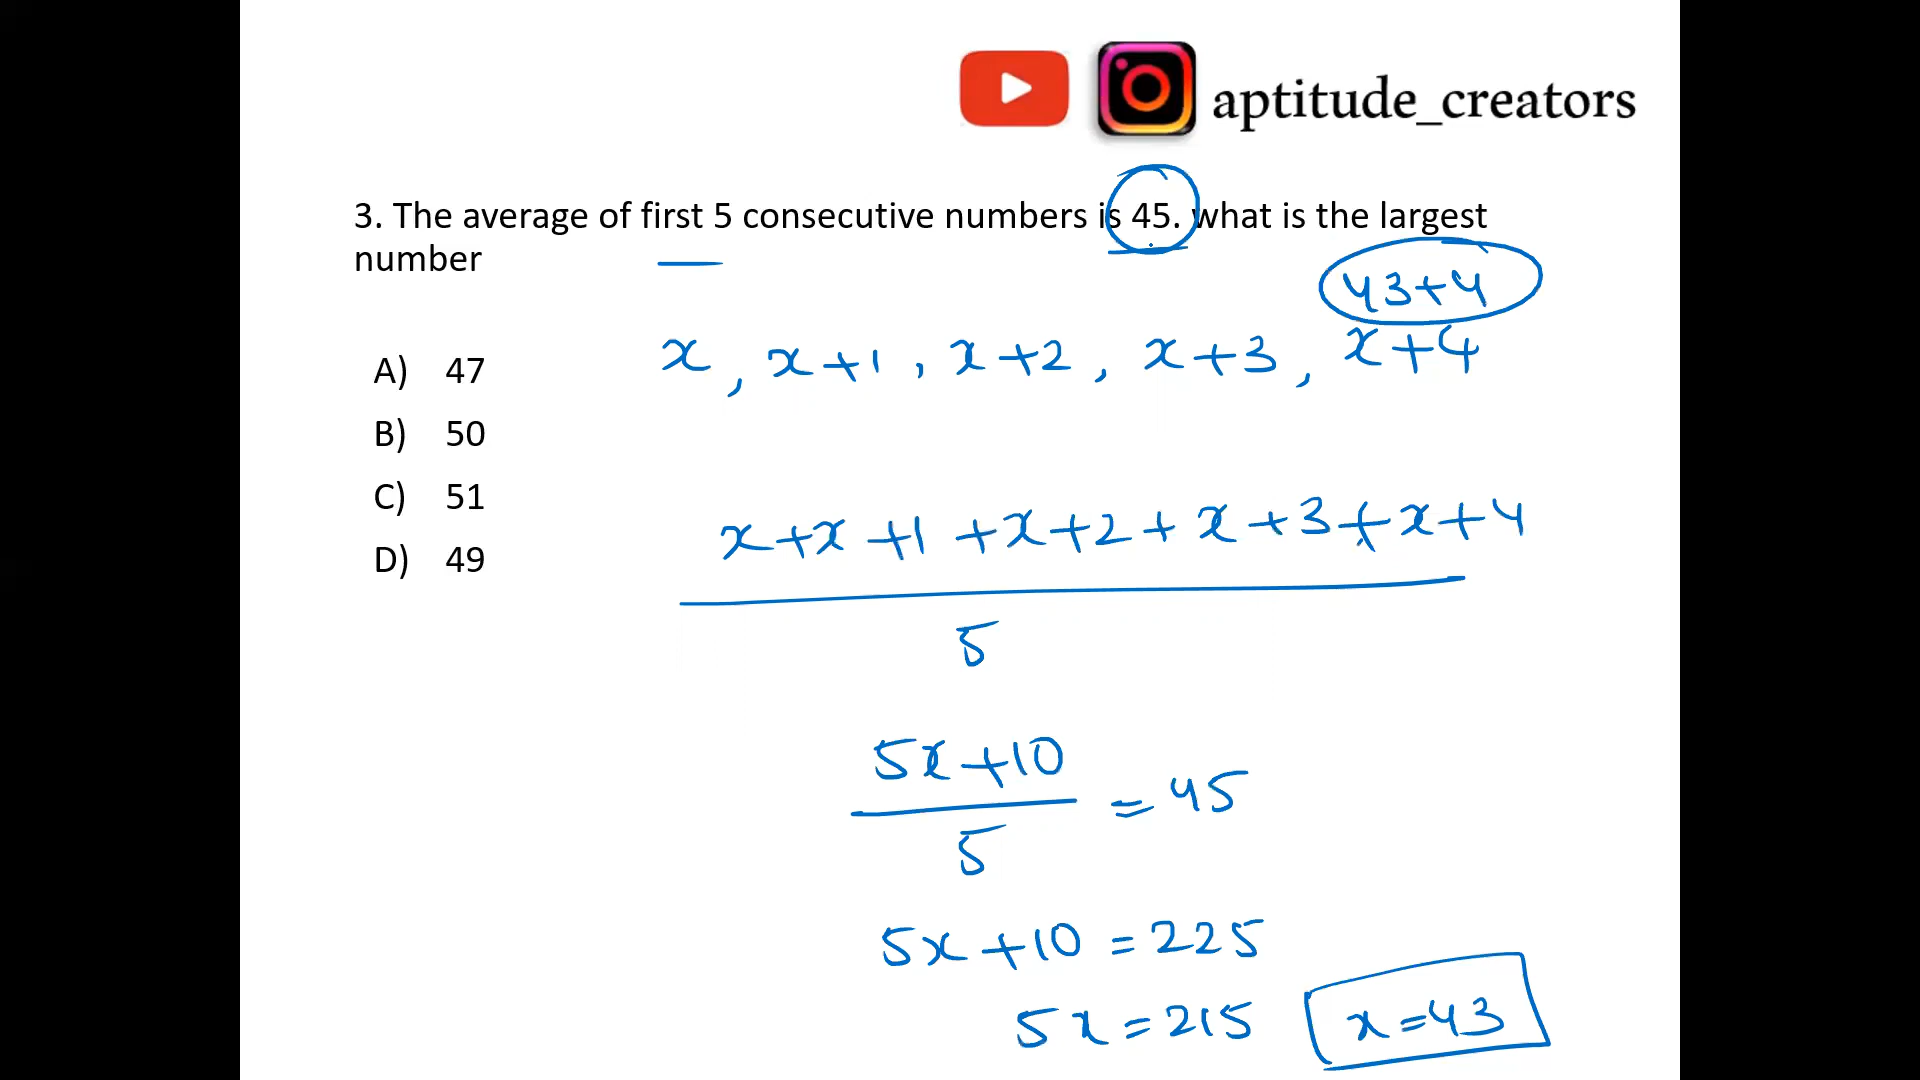 aptitude_creators
3. The average of first 5 consecutive numbers is 45. what is the largest
number
43+4
x, x+1, x+2, x+3, x+4
A) 47
B) 50
C) 51
D) 49
x+x+1+x+2+x+3+x+4
5
5x+10
= 45
5
5x+10=225
5x=215
x=43